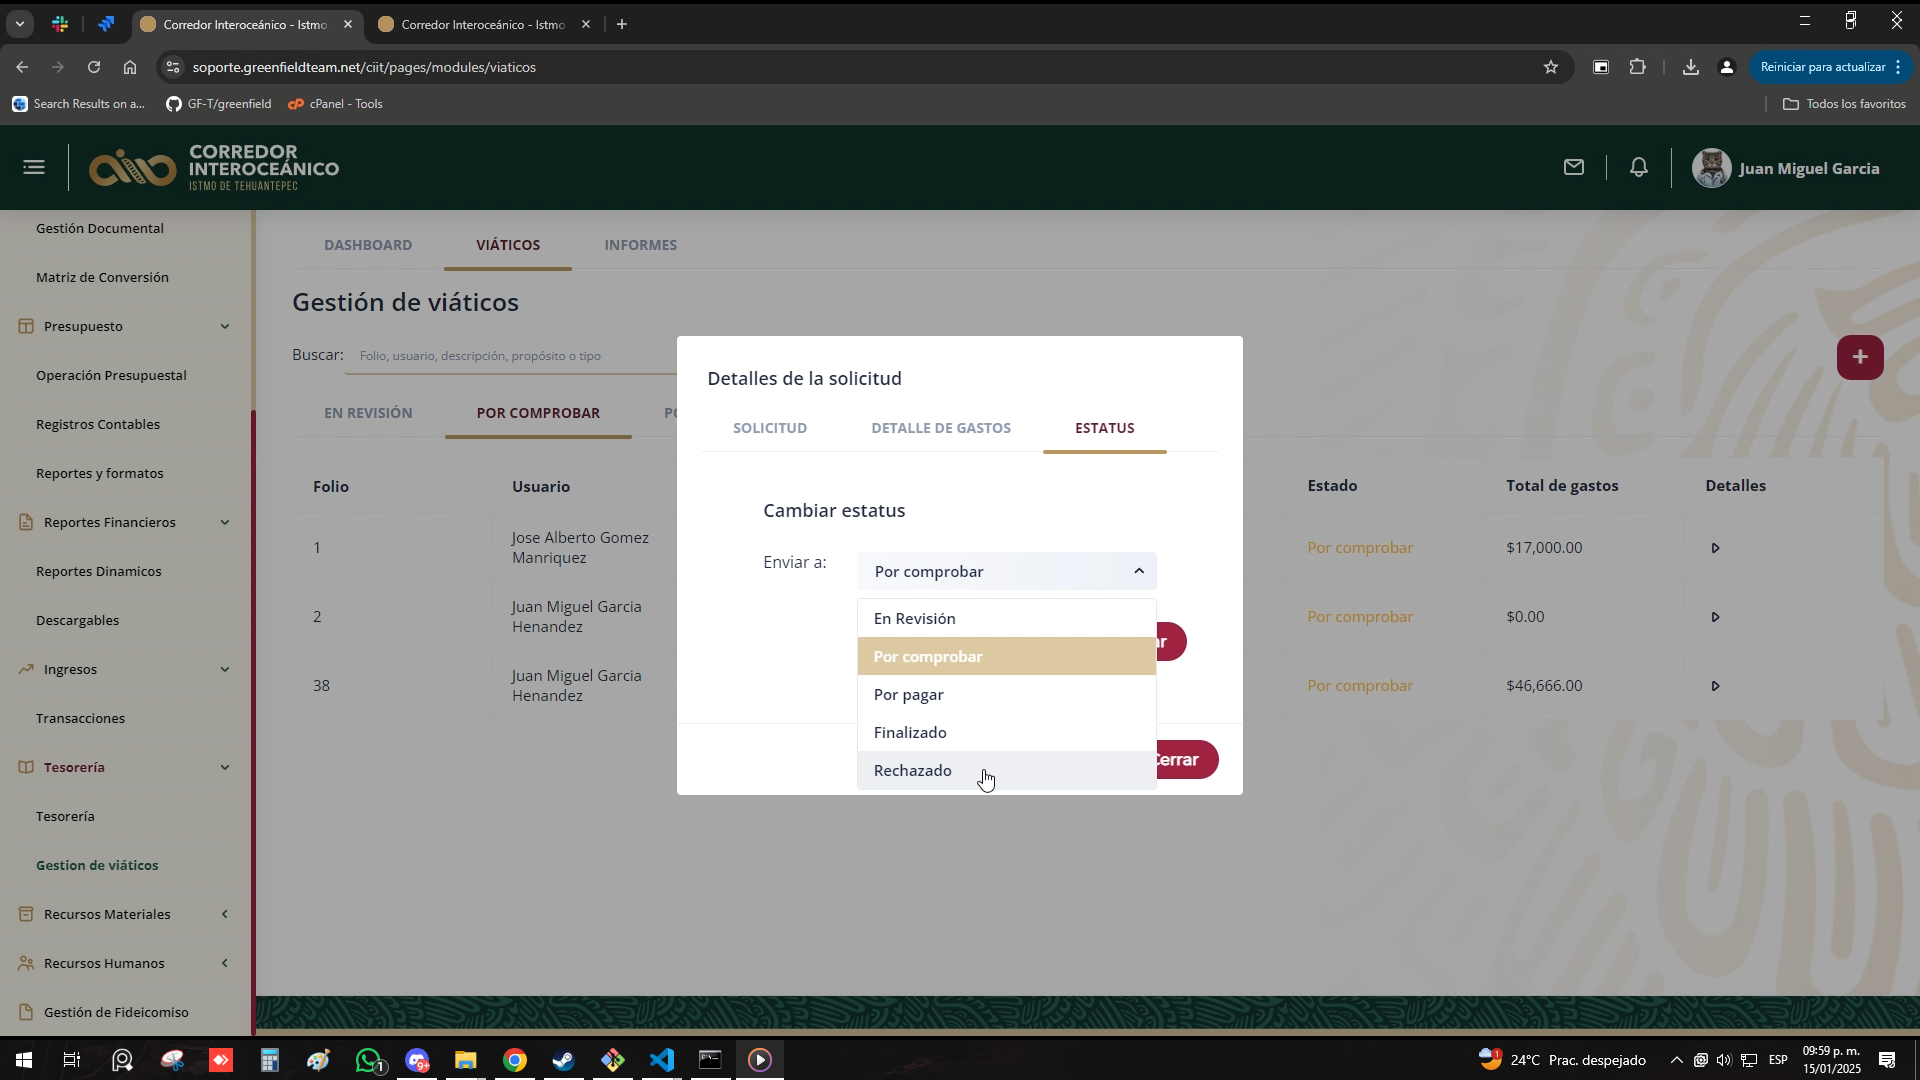 Corredor Interoceánico - Istmo
Corredor Interoceánico - Istmo
soporte.greenfieldteam.net/ciit/pages/modules/viaticos
Reiniciar para actualizar
Search Results on a...
GF-T/greenfield
cPanel - Tools
Todos los favoritos
CORREDOR
INTEROCEÁNICO
ISTMO DE TEHUANTEPEC
Juan Miguel Garcia
Gestión Documental
Matriz de Conversión
Presupuesto
Operación Presupuestal
Registros Contables
Reportes y formatos
Reportes Financieros
Reportes Dinamicos
Descargables
Ingresos
Transacciones
Tesorería
Tesorería
Gestion de viáticos
Recursos Materiales
Recursos Humanos
Gestión de Fideicomiso
DASHBOARD
VIÁTICOS
INFORMES
Gestión de viáticos
Buscar:
Folio, usuario, descripción, propósito o tipo
EN REVISIÓN
POR COMPROBAR
Folio
Usuario
Estado
Total de gastos
Detalles
1
Jose Alberto Gomez
Manriquez
Por comprobar
$17,000.00
2
Juan Miguel Garcia
Henandez
Por comprobar
$0.00
38
Juan Miguel Garcia
Henandez
Por comprobar
$46,666.00
Detalles de la solicitud
SOLICITUD
DETALLE DE GASTOS
ESTATUS
Cambiar estatus
Enviar a:
Por comprobar
En Revisión
Por comprobar
Por pagar
Finalizado
Rechazado
Cerrar
1
9+
1
24°C Prac. despejado
ESP
09:59 p. m.
15/01/2025